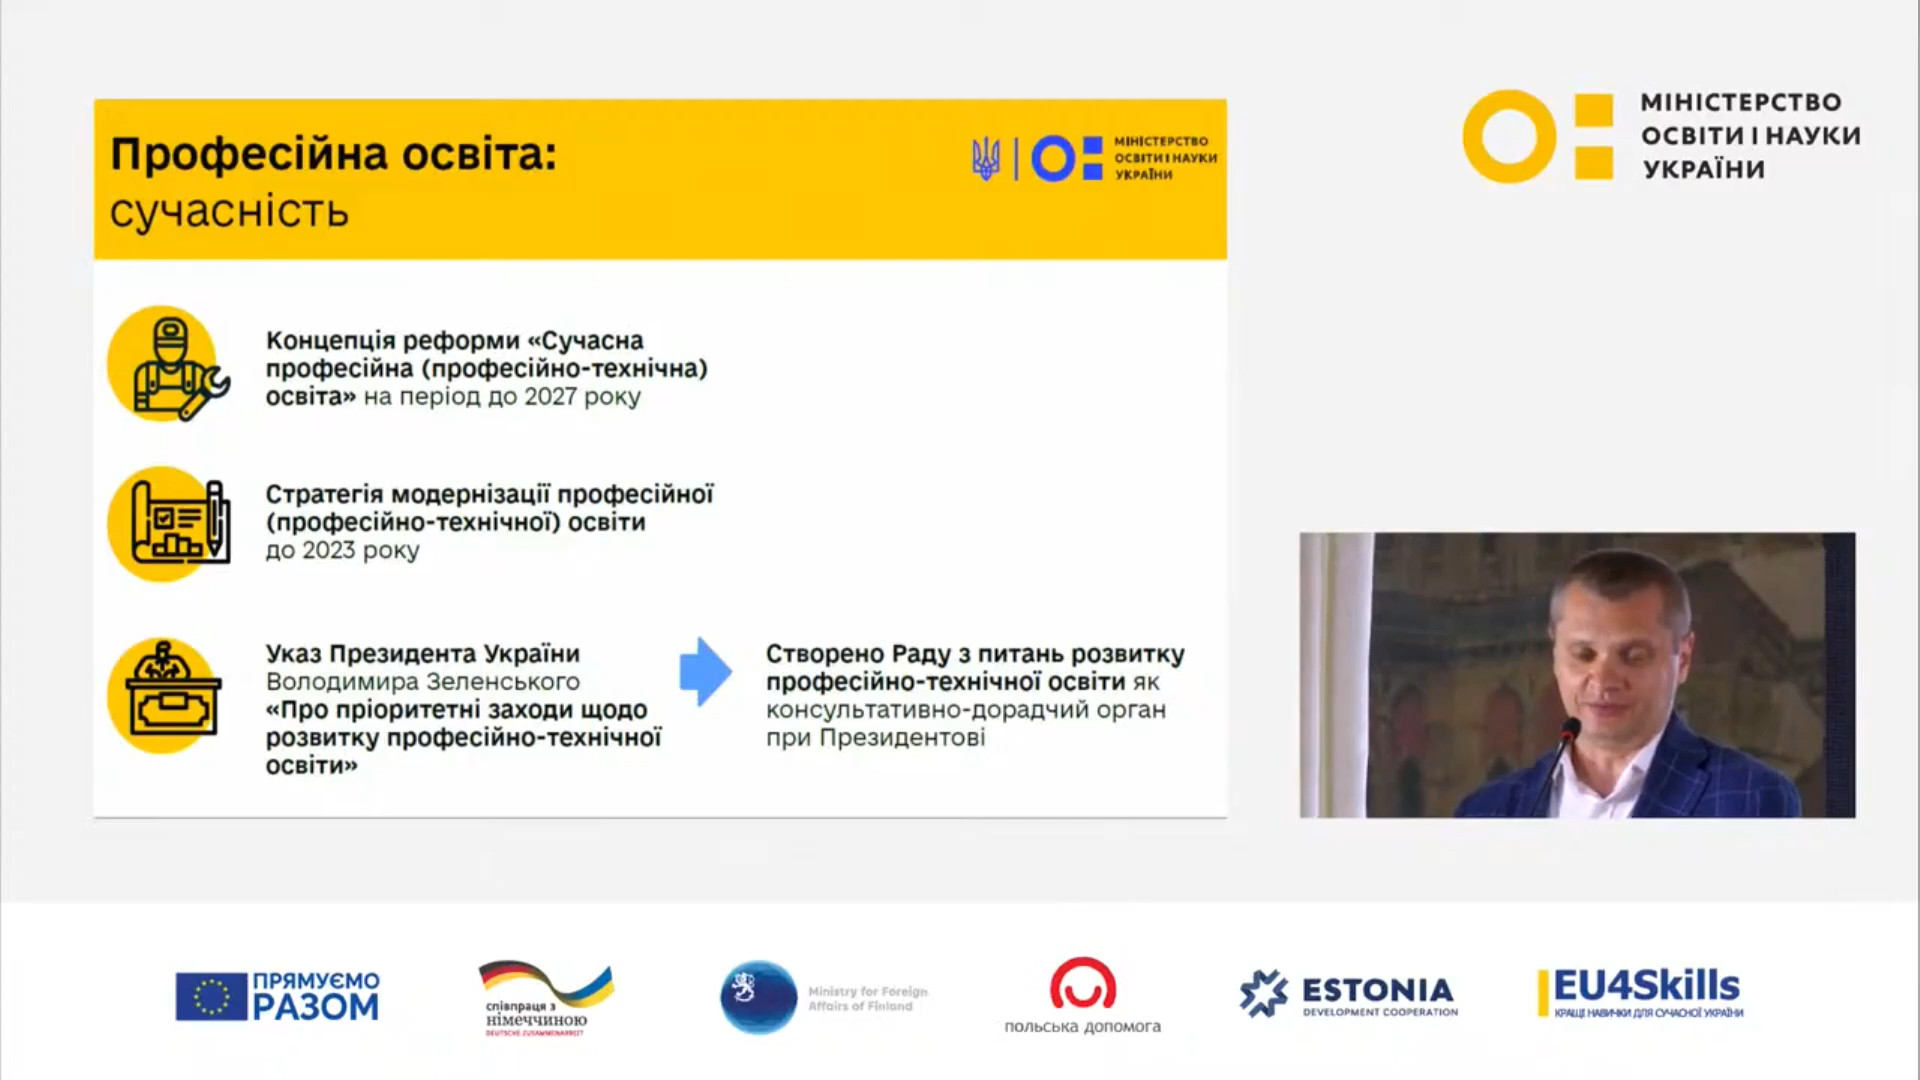 Професійна освіта:
сучасність
МІНІСТЕРСТВО
ОСВІТИ І НАУКИ
УКРАЇНИ
МІНІСТЕРСТВО
ОСВІТИ І НАУКИ
УКРАЇНИ
Концепція реформи «Сучасна
професійна (професійно-технічна)
освіта» на період до 2027 року
Стратегія модернізації професійної
(професійно-технічної) освіти
до 2023 року
Указ Президента України
Володимира Зеленського
«Про пріоритетні заходи щодо
розвитку професійно-технічної
освіти»
Створено Раду з питань розвитку
професійно-технічної освіти як
консультативно-дорадчий орган
при Президентові
ПРЯМУЄМО
РАЗОМ
співпраця з
німеччиною
DEUTSCHE ZUSAMMENARBEIT
Ministry for Foreign
Affairs of Finland
польська допомога
ESTONIA
DEVELOPMENT COOPERATION
EU4Skills
КРАЩІ НАВИЧКИ ДЛЯ СУЧАСНОЇ УКРАЇНИ